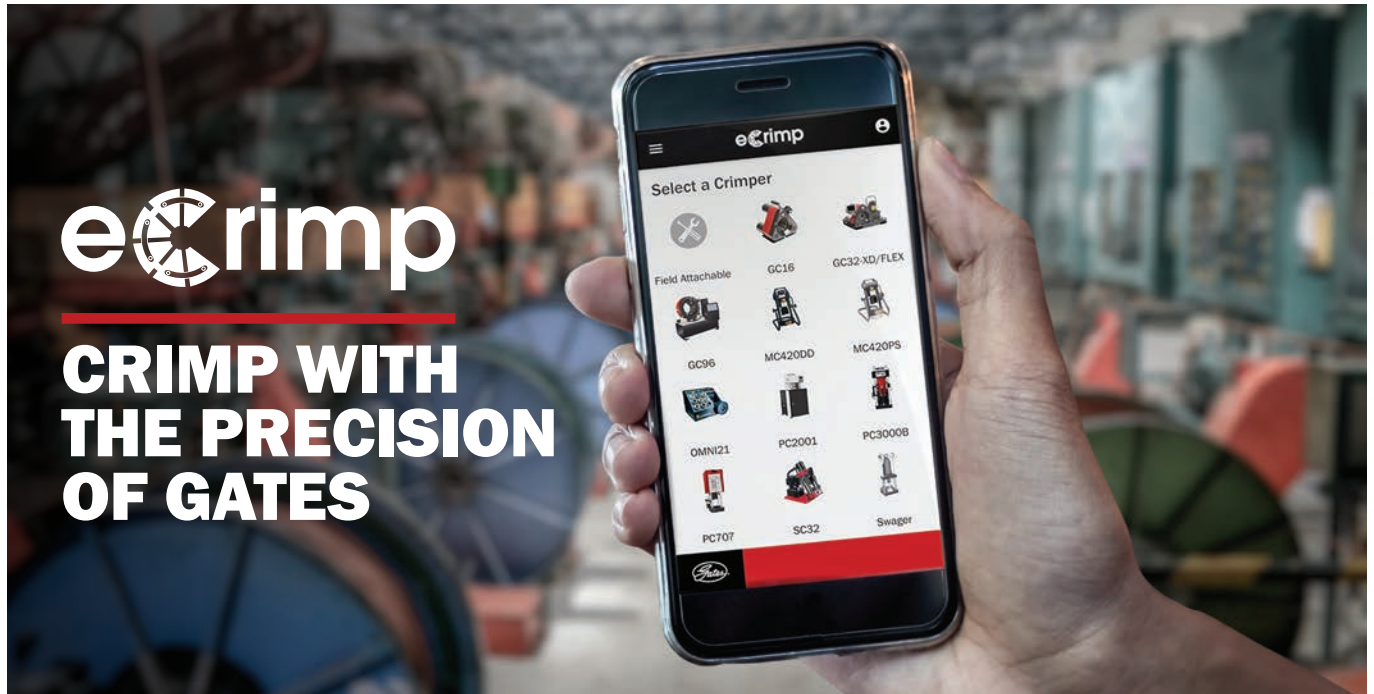 eCrimp
CRIMP WITH
THE PRECISION
OF GATES
eCrimp
Select a Crimper
Field Attachable
GC16
GC32-XD/FLEX
GC96
MC420DD
MC420PS
OMNI21
PC2001
PC3000B
PC707
SC32
Swager
Gates